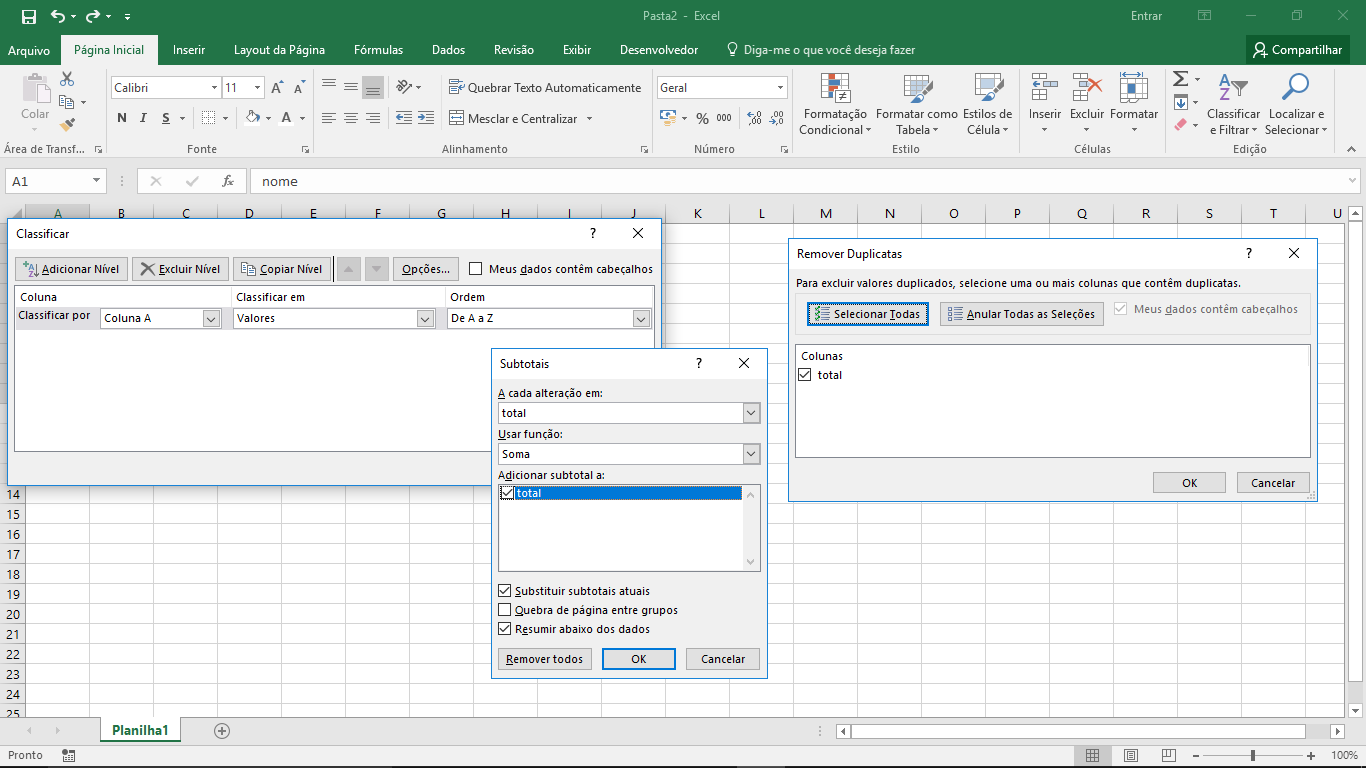 Pasta2 - Excel
Entrar
Arquivo Página Inicial Inserir Layout da Página Fórmulas Dados Revisão Exibir Desenvolvedor Diga-me o que você deseja fazer Compartilhar
Colar
Calibri 11
N I S A
Quebrar Texto Automaticamente
Mesclar e Centralizar
Geral
% 000
Formatação Condicional
Formatar como Tabela
Estilos de Célula
Inserir Excluir Formatar
Classificar e Filtrar
Localizar e Selecionar
Área de Transf... Fonte Alinhamento Número Estilo Células Edição
A1 fx nome
A B C D E F G H I J K L M N O P Q R S T U
Classificar ?
Adicionar Nível Excluir Nível Copiar Nível Opções... Meus dados contêm cabeçalhos
Coluna Classificar em Ordem
Classificar por Coluna A Valores De A a Z
Remover Duplicatas ?
Para excluir valores duplicados, selecione uma ou mais colunas que contêm duplicatas.
Selecionar Todas Anular Todas as Seleções Meus dados contêm cabeçalhos
Colunas
total
OK Cancelar
Subtotais ?
A cada alteração em:
total
Usar função:
Soma
Adicionar subtotal a:
total
Substituir subtotais atuais
Quebra de página entre grupos
Resumir abaixo dos dados
Remover todos OK Cancelar
14
15
16
17
18
19
20
21
22
23
24
25
Planilha1
Pronto
100%